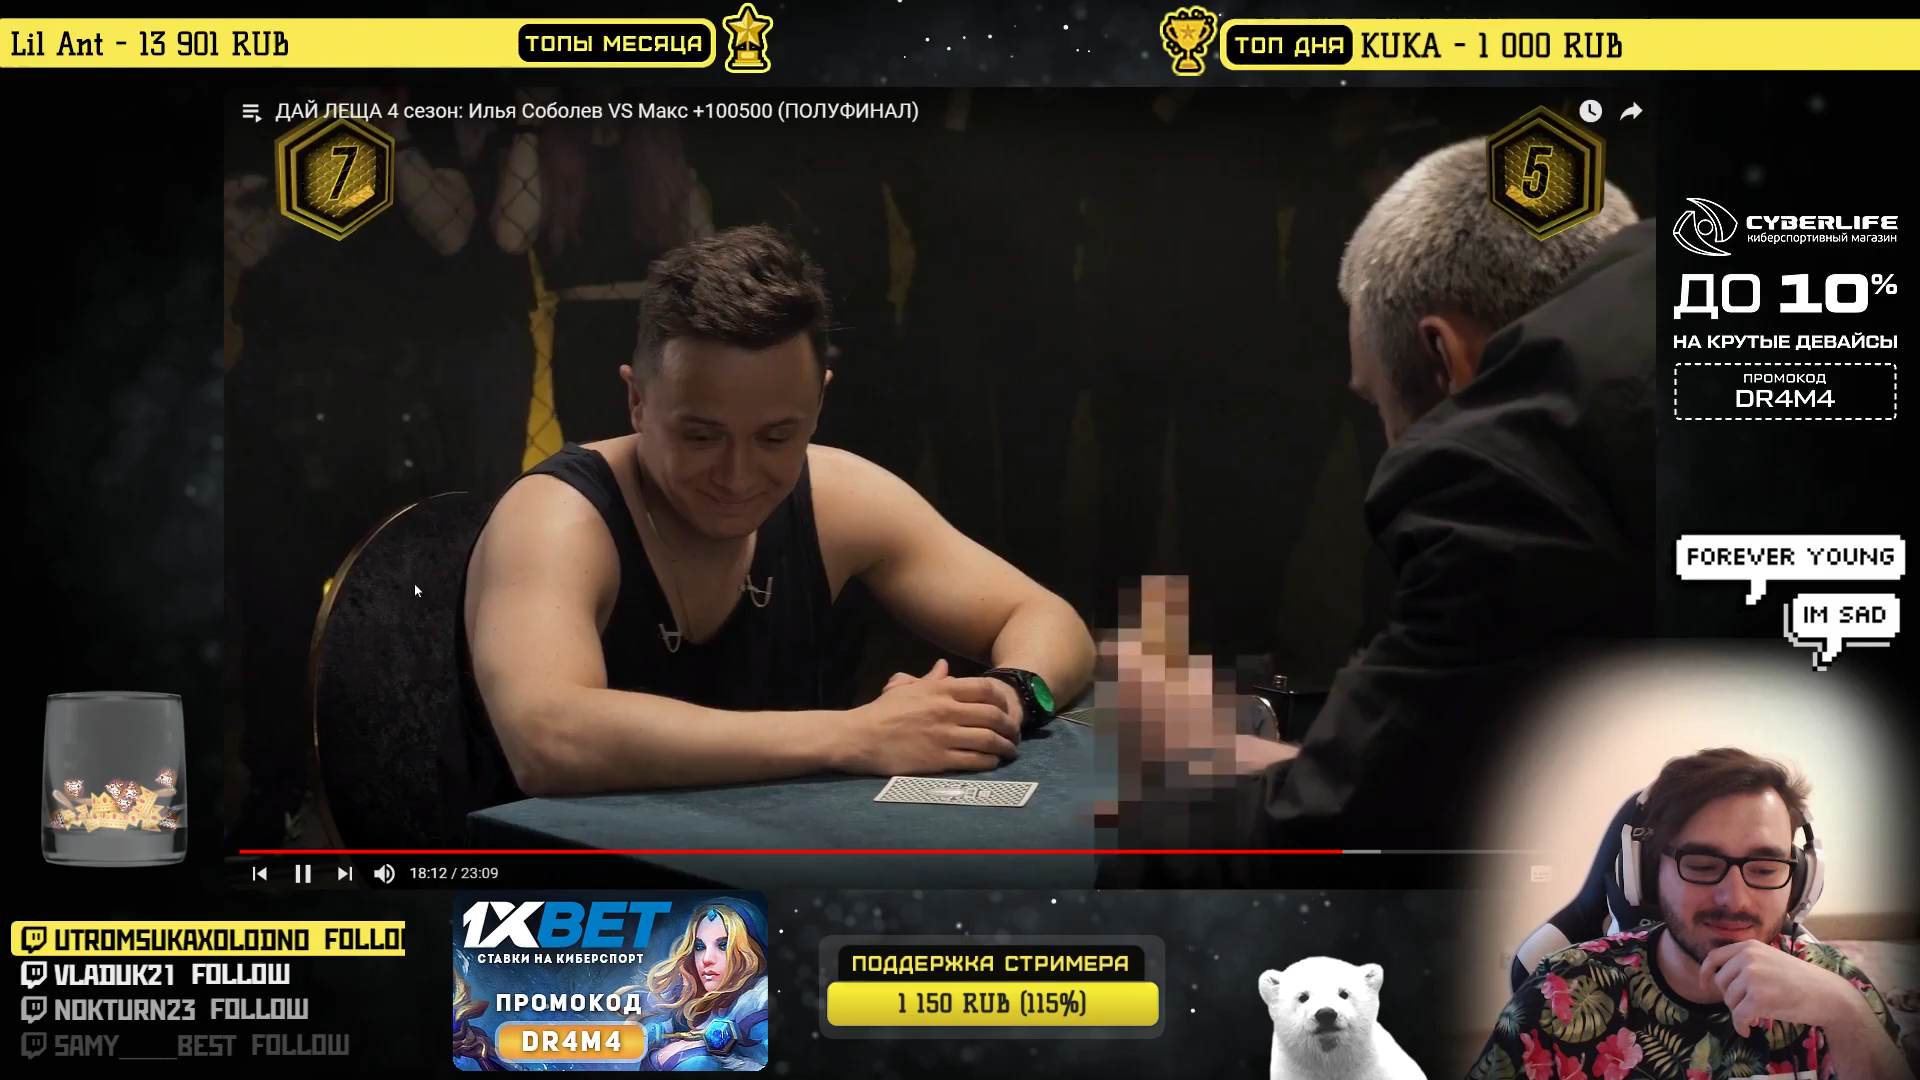 Lil Ant - 13 901 RUB
ТОПЫ МЕСЯЦА
ТОП ДНЯ
KUKA - 1 000 RUB
ДАЙ ЛЕЩА 4 сезон: Илья Соболев VS Макс +100500 (ПОЛУФИНАЛ)
7
5
CYBERLIFE
киберспортивный магазин
ДО 10%
НА КРУТЫЕ ДЕВАЙСЫ
ПРОМОКОД
DR4M4
FOREVER YOUNG
IM SAD
18:12 / 23:09
UTROMSUKAXOLODNO FOLLO
VLADUK21 FOLLOW
NOKTURN23 FOLLOW
SAMY____BEST FOLLOW
1XBET
СТАВКИ НА КИБЕРСПОРТ
ПРОМОКОД
DR4M4
ПОДДЕРЖКА СТРИМЕРА
1 150 RUB (115%)